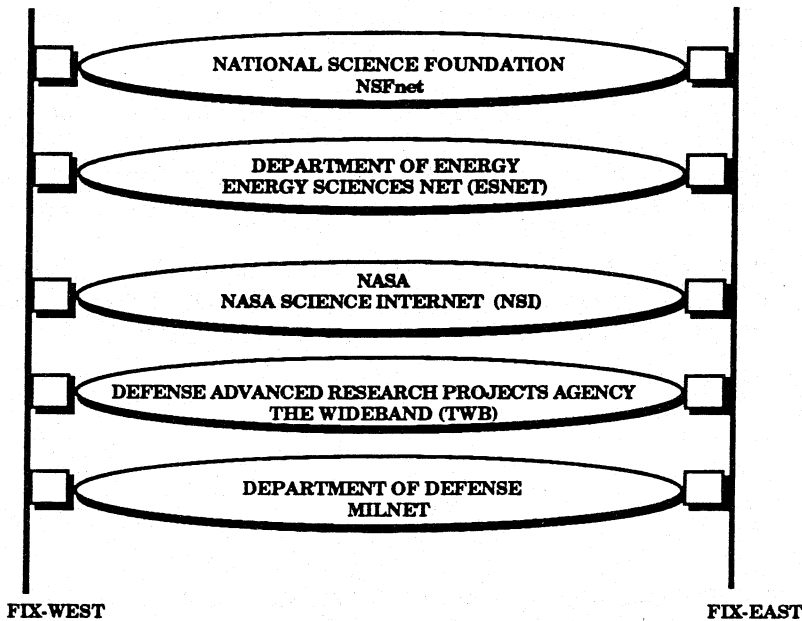 NATIONAL SCIENCE FOUNDATION
NSFnet
DEPARTMENT OF ENERGY
ENERGY SCIENCES NET (ESNET)
NASA
NASA SCIENCE INTERNET (NSI)
DEFENSE ADVANCED RESEARCH PROJECTS AGENCY
THE WIDEBAND (TWB)
DEPARTMENT OF DEFENSE
MILNET
FIX-WEST
FIX-EAST